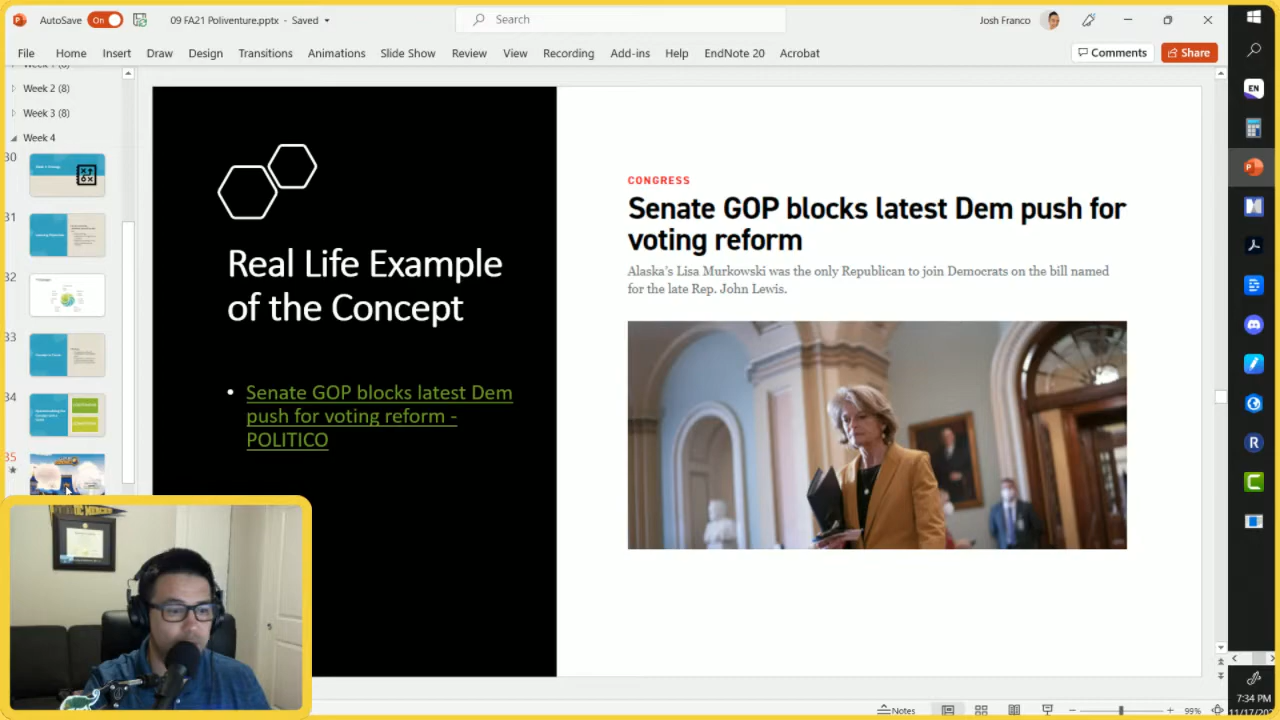 AutoSave On 09 FA21 Poliventure.pptx - Saved Search Josh Franco
File Home Insert Draw Design Transitions Animations Slide Show Review View Recording Add-ins Help EndNote 20 Acrobat Comments Share
Week 2 (8)
Week 3 (8)
Week 4
30
31
32
33
34
35
Real Life Example
of the Concept
• Senate GOP blocks latest Dem
push for voting reform -
POLITICO
CONGRESS
Senate GOP blocks latest Dem push for
voting reform
Alaska's Lisa Murkowski was the only Republican to join Democrats on the bill named
for the late Rep. John Lewis.
EN
R
Notes
99%
7:34 PM